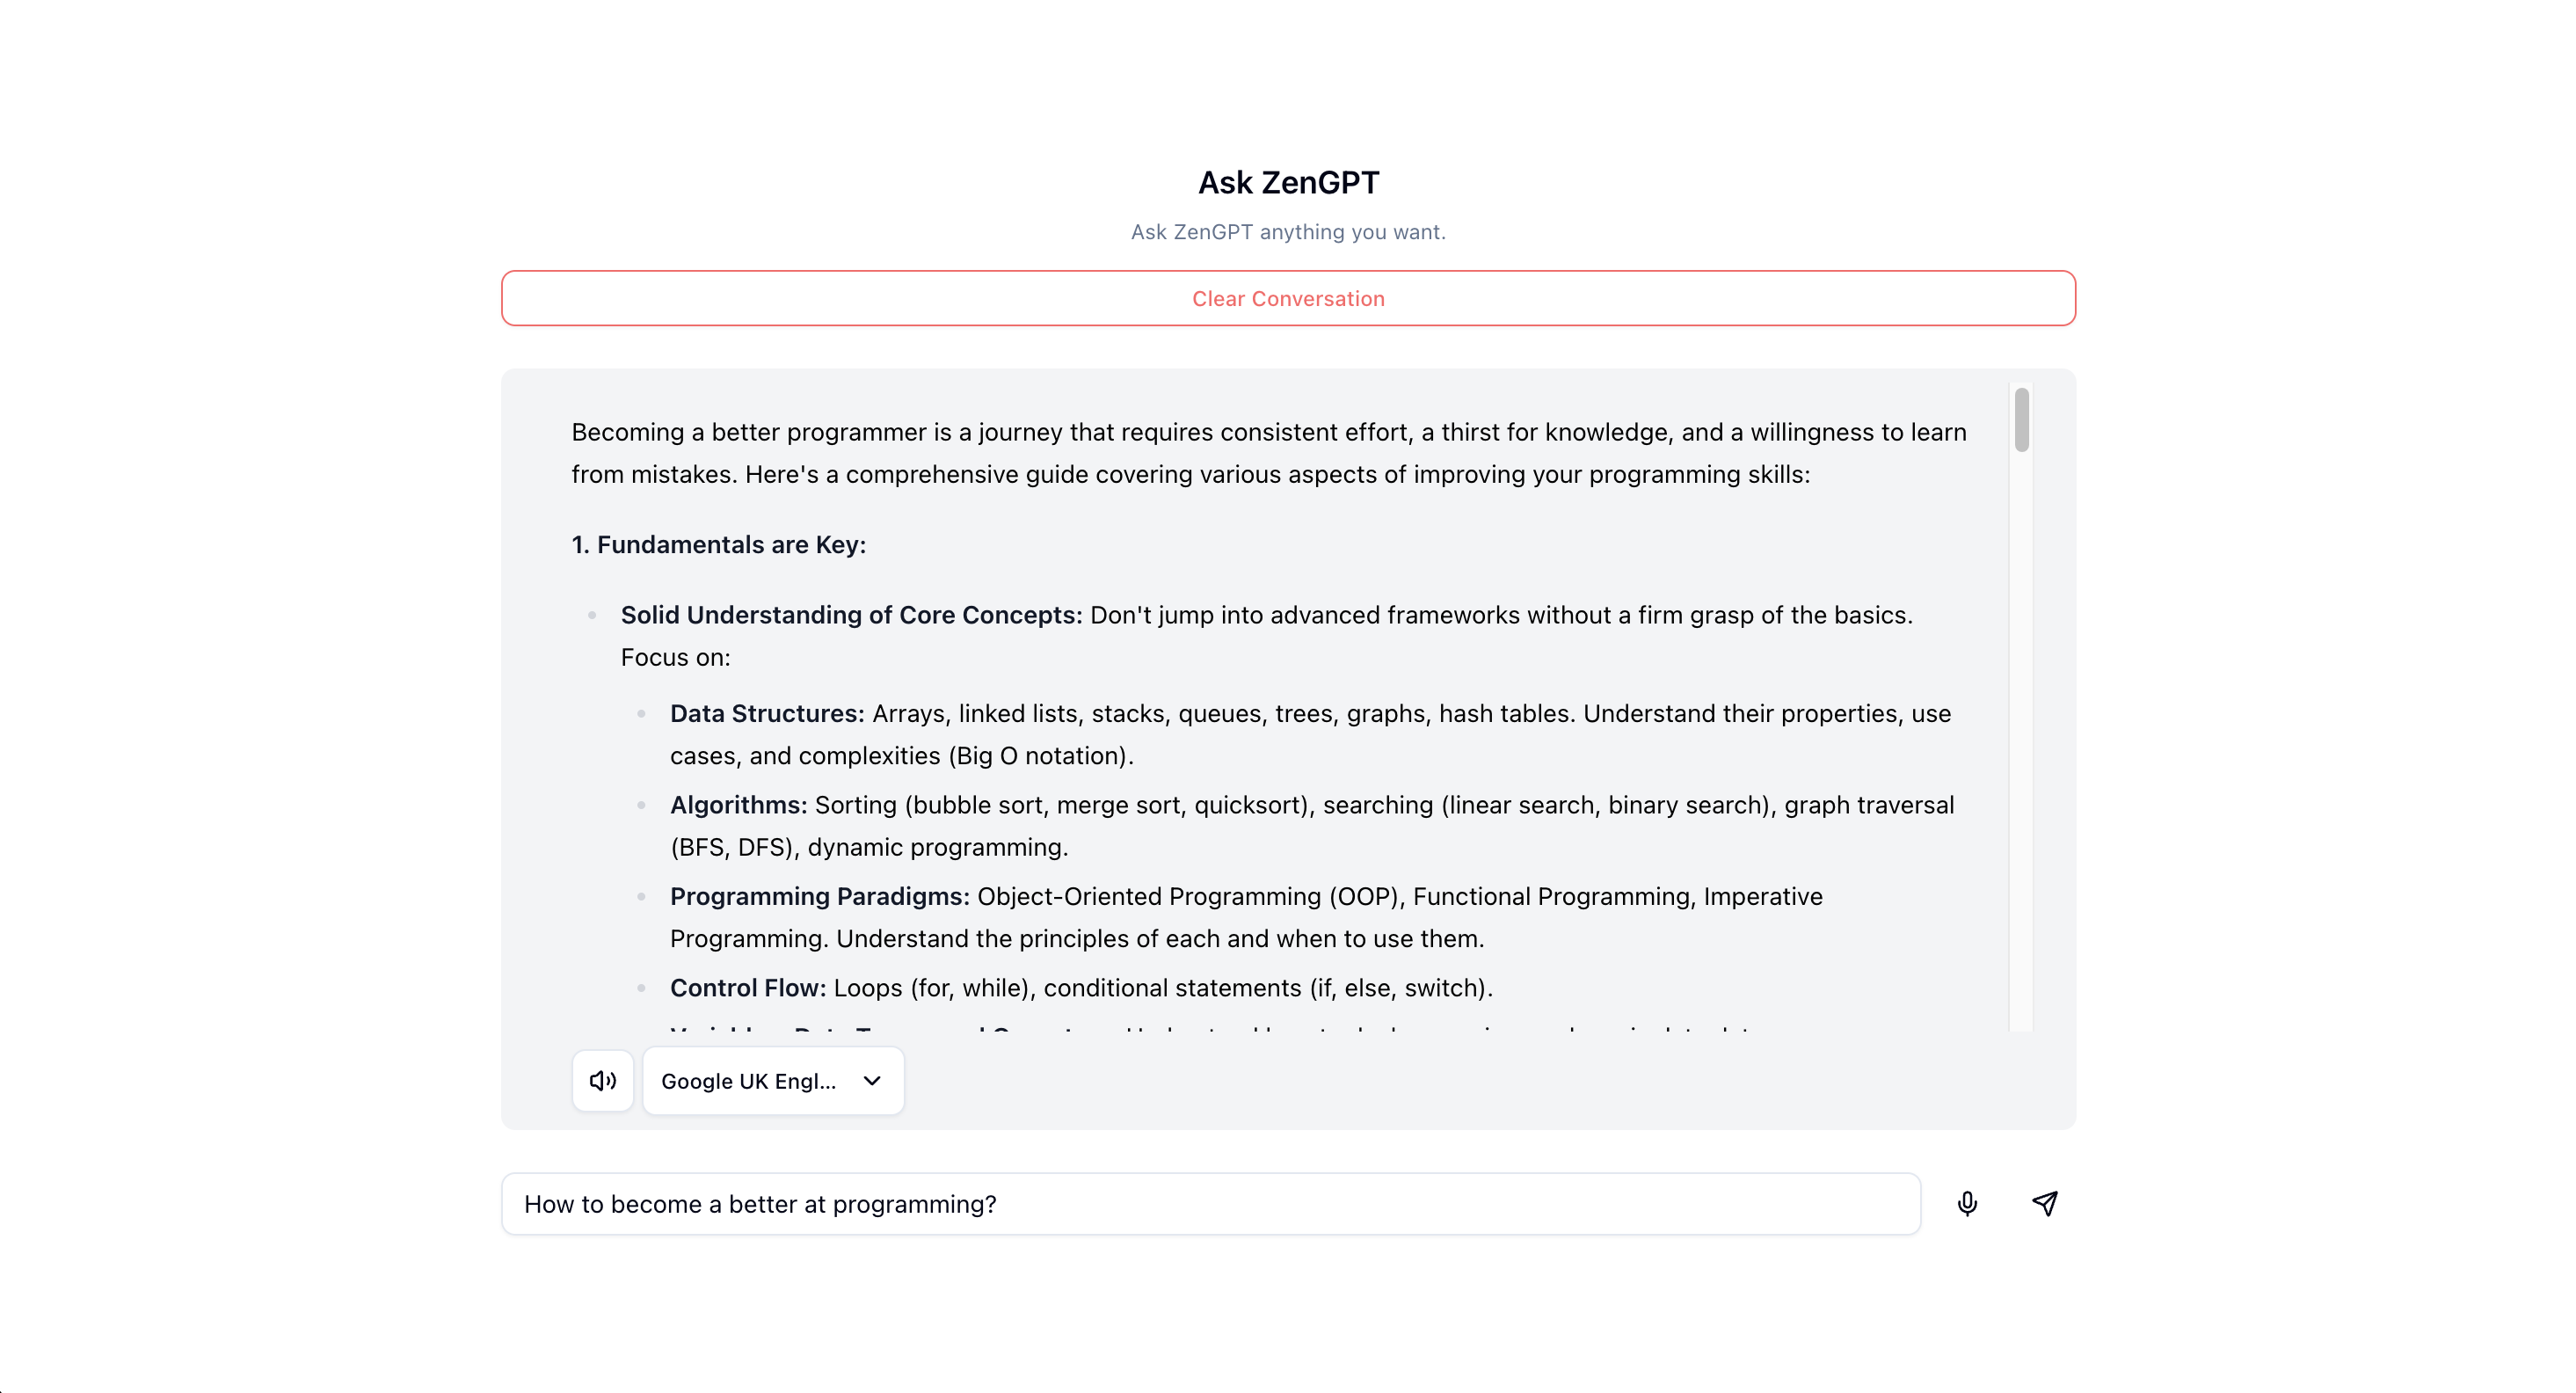 Ask ZenGPT
Ask ZenGPT anything you want.
Clear Conversation
Becoming a better programmer is a journey that requires consistent effort, a thirst for knowledge, and a willingness to learn
from mistakes. Here's a comprehensive guide covering various aspects of improving your programming skills:
1. Fundamentals are Key:
Solid Understanding of Core Concepts: Don't jump into advanced frameworks without a firm grasp of the basics.
Focus on:
Data Structures: Arrays, linked lists, stacks, queues, trees, graphs, hash tables. Understand their properties, use
cases, and complexities (Big O notation).
Algorithms: Sorting (bubble sort, merge sort, quicksort), searching (linear search, binary search), graph traversal
(BFS, DFS), dynamic programming.
Programming Paradigms: Object-Oriented Programming (OOP), Functional Programming, Imperative
Programming. Understand the principles of each and when to use them.
Control Flow: Loops (for, while), conditional statements (if, else, switch).
Google UK Engl...
How to become a better at programming?